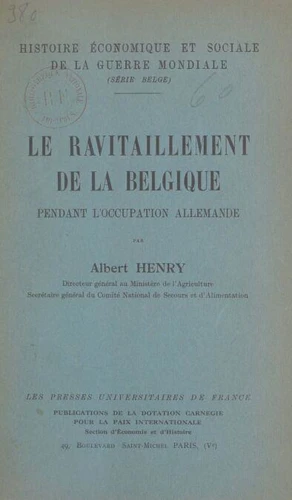 380
HISTOIRE ÉCONOMIQUE ET SOCIALE
DE LA GUERRE MONDIALE
(SÉRIE BELGE)
60
LE RAVITAILLEMENT
DE LA BELGIQUE
PENDANT L'OCCUPATION ALLEMANDE
PAR
Albert HENRY
Directeur général au Ministère de l'Agriculture
Secrétaire général du Comité National de Secours et d'Alimentation
LES PRESSES UNIVERSITAIRES DE FRANCE
PUBLICATIONS DE LA DOTATION CARNEGIE
POUR LA PAIX INTERNATIONALE
Section d'Économie et d'Histoire
49, BOULEVARD SAINT-MICHEL PARIS, (Vᵉ)